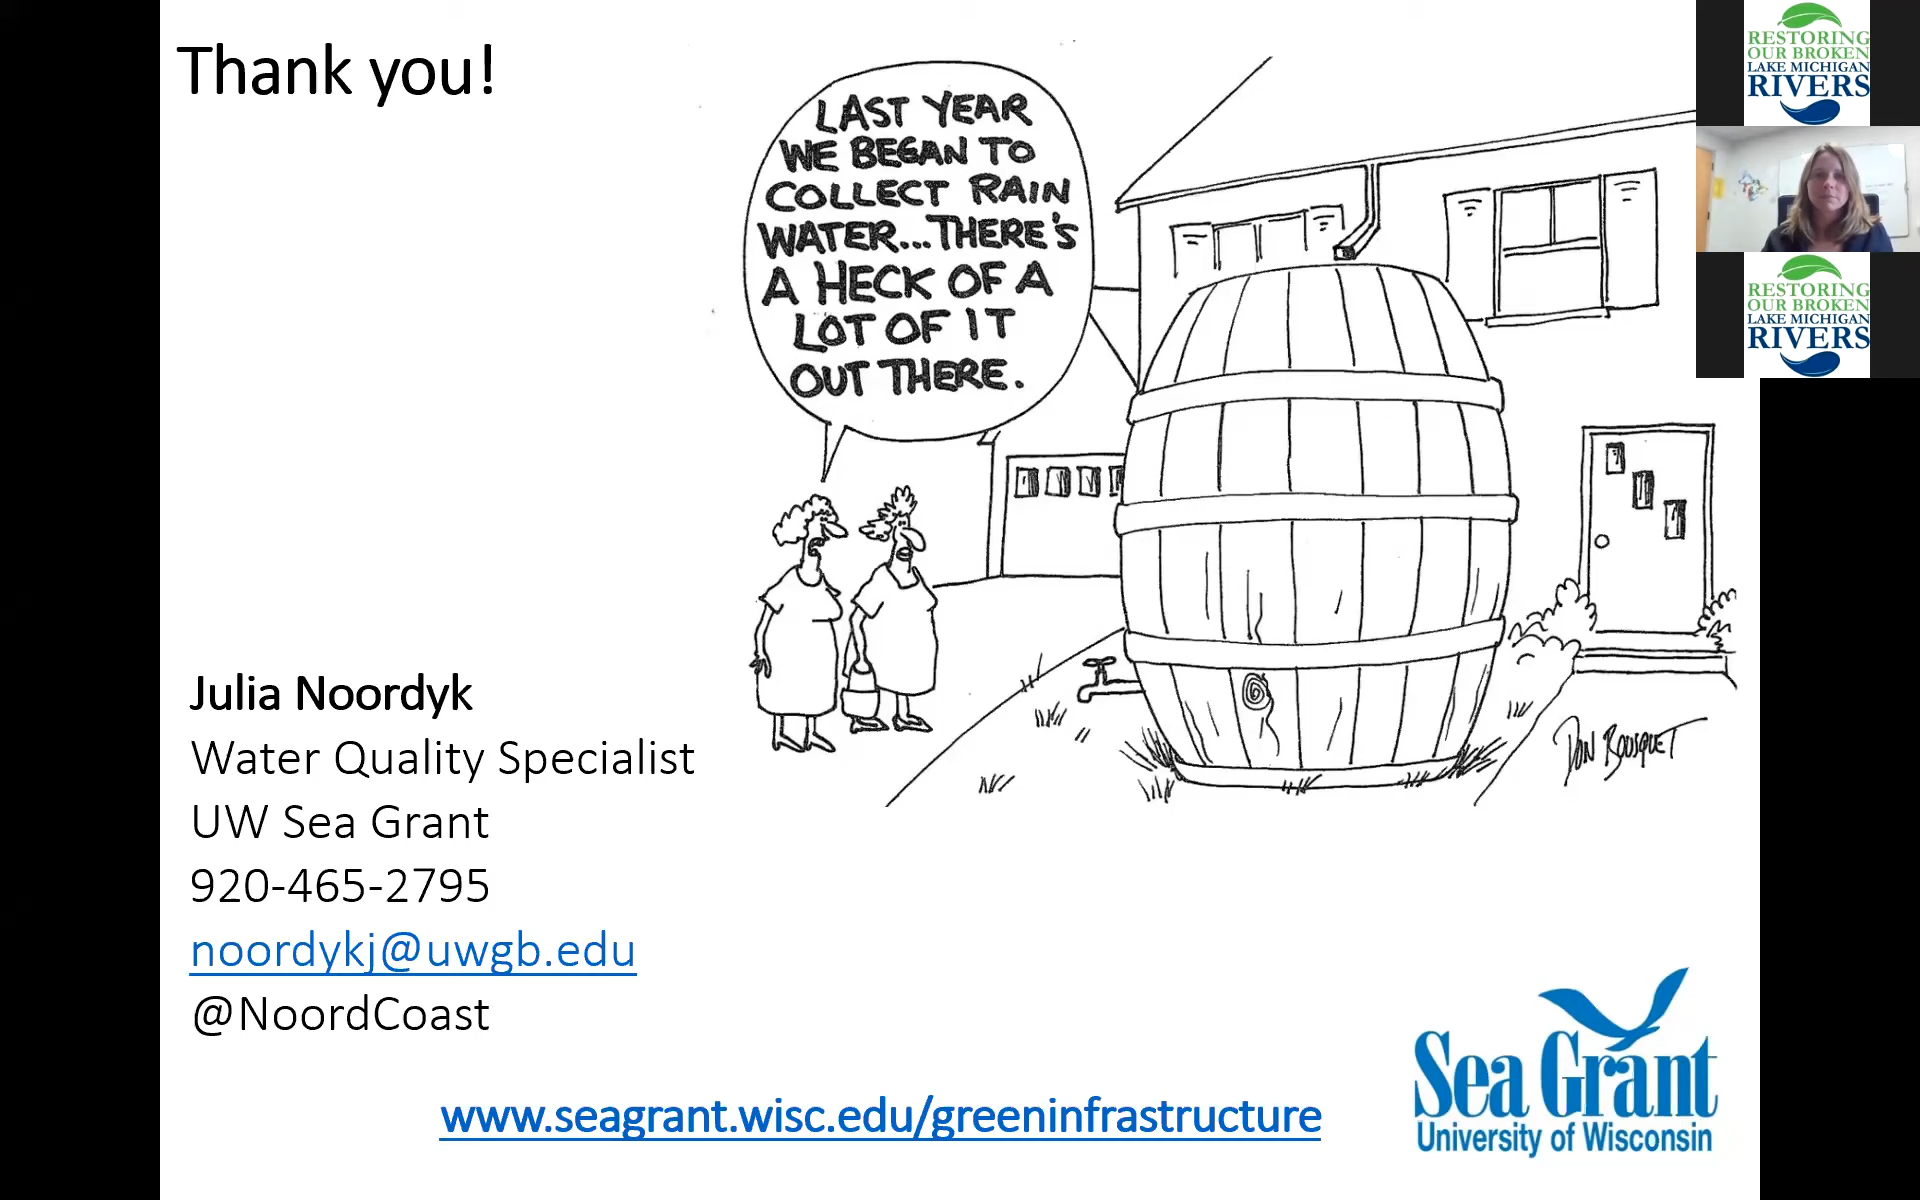 Thank you!
LAST YEAR
WE BEGAN TO
COLLECT RAIN
WATER...THERE'S
A HECK OF A
LOT OF IT
OUT THERE.
DON BOUSQUET
Julia Noordyk
Water Quality Specialist
UW Sea Grant
920-465-2795
noordykj@uwgb.edu
@NoordCoast
www.seagrant.wisc.edu/greeninfrastructure
Sea Grant
University of Wisconsin
RESTORING
OUR BROKEN
LAKE MICHIGAN
RIVERS
RESTORING
OUR BROKEN
LAKE MICHIGAN
RIVERS